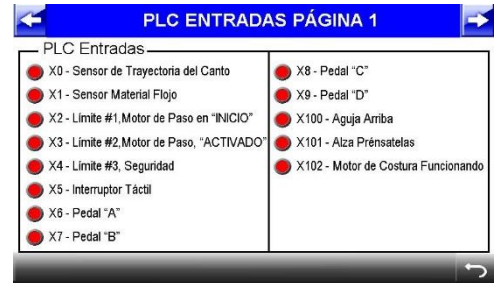 PLC ENTRADAS PÁGINA 1
PLC Entradas
X0 - Sensor de Trayectoria del Canto
X1 - Sensor Material Flojo
X2 - Límite #1,Motor de Paso en "INICIO"
X3 - Límite #2,Motor de Paso, "ACTIVADO"
X4 - Límite #3, Seguridad
X5 - Interruptor Táctil
X6 - Pedal "A"
X7 - Pedal "B"
X8 - Pedal "C"
X9 - Pedal "D"
X100 - Aguja Arriba
X101 - Alza Prénsatelas
X102 - Motor de Costura Funcionando